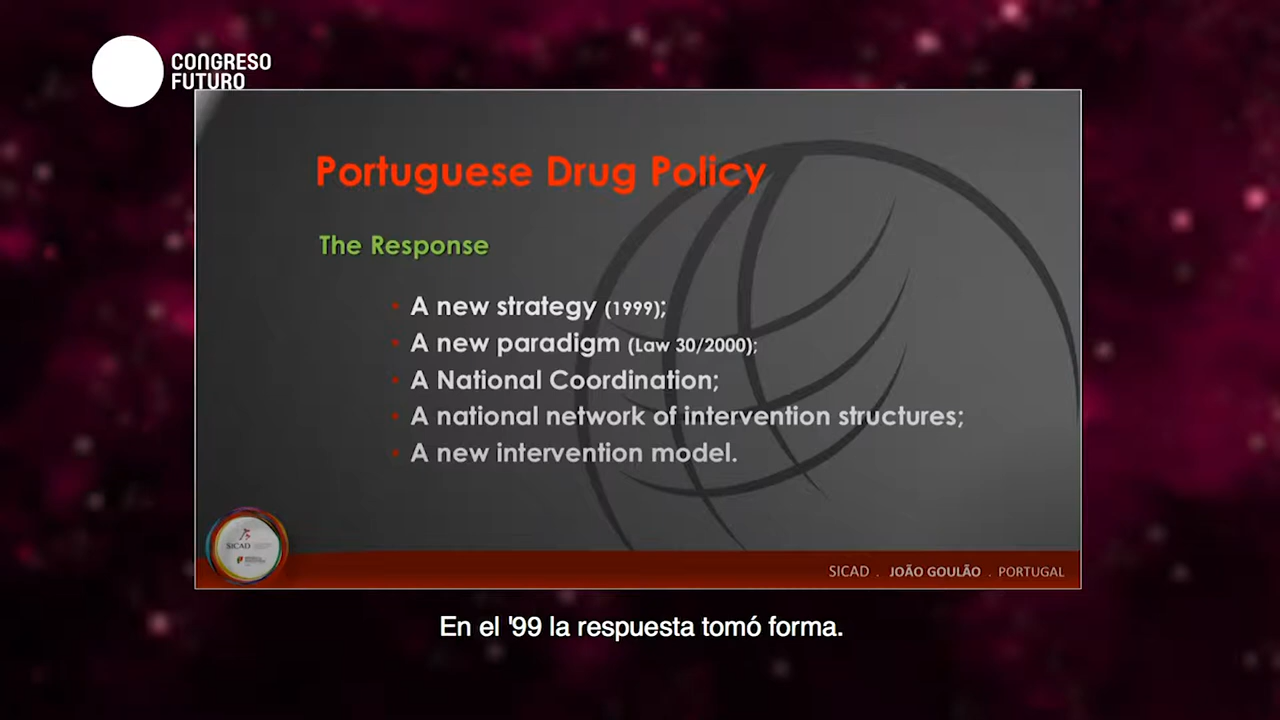 CONGRESO
FUTURO
Portuguese Drug Policy
The Response
• A new strategy (1999);
• A new paradigm (Law 30/2000);
• A National Coordination;
• A national network of intervention structures;
• A new intervention model.
SICAD
SICAD . JOÃO GOULÃO . PORTUGAL
En el '99 la respuesta tomó forma.